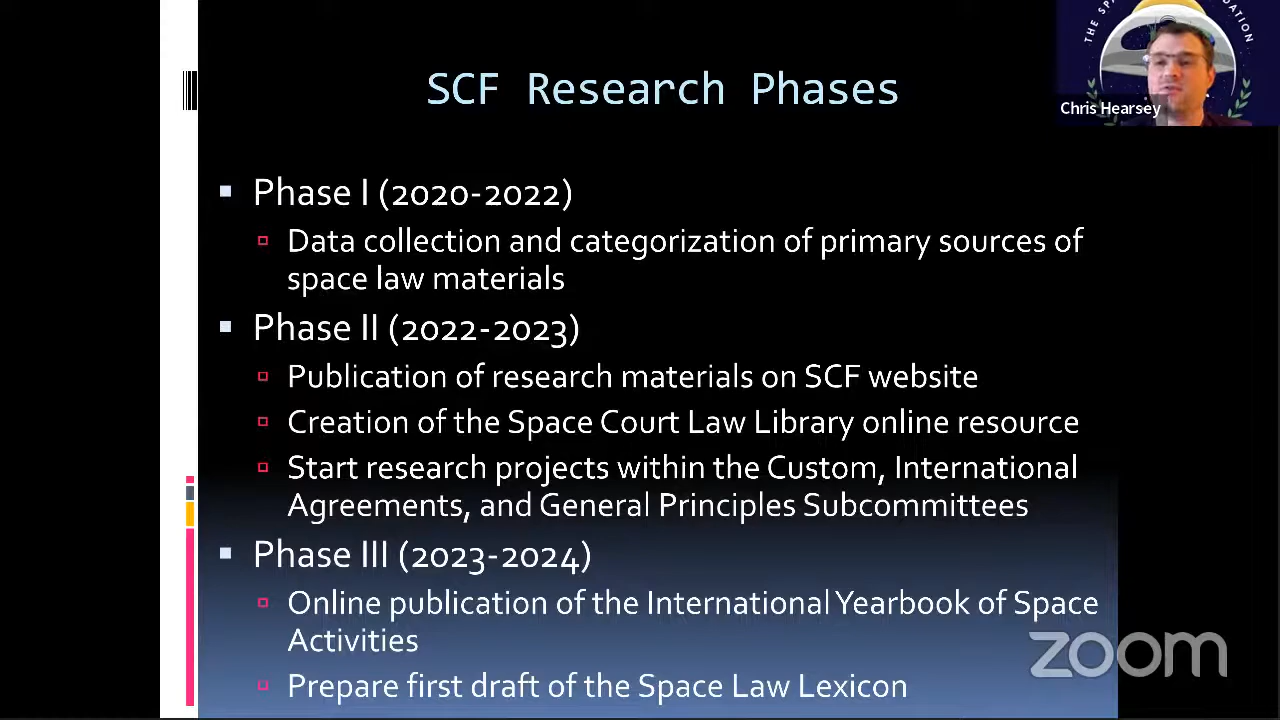 SCF Research Phases
THE SPA
NDATION
Chris Hearsey
Phase I (2020-2022)
Data collection and categorization of primary sources of
space law materials
Phase II (2022-2023)
Publication of research materials on SCF website
Creation of the Space Court Law Library online resource
Start research projects within the Custom, International
Agreements, and General Principles Subcommittees
Phase III (2023-2024)
Online publication of the International Yearbook of Space
Activities
Prepare first draft of the Space Law Lexicon
zoom